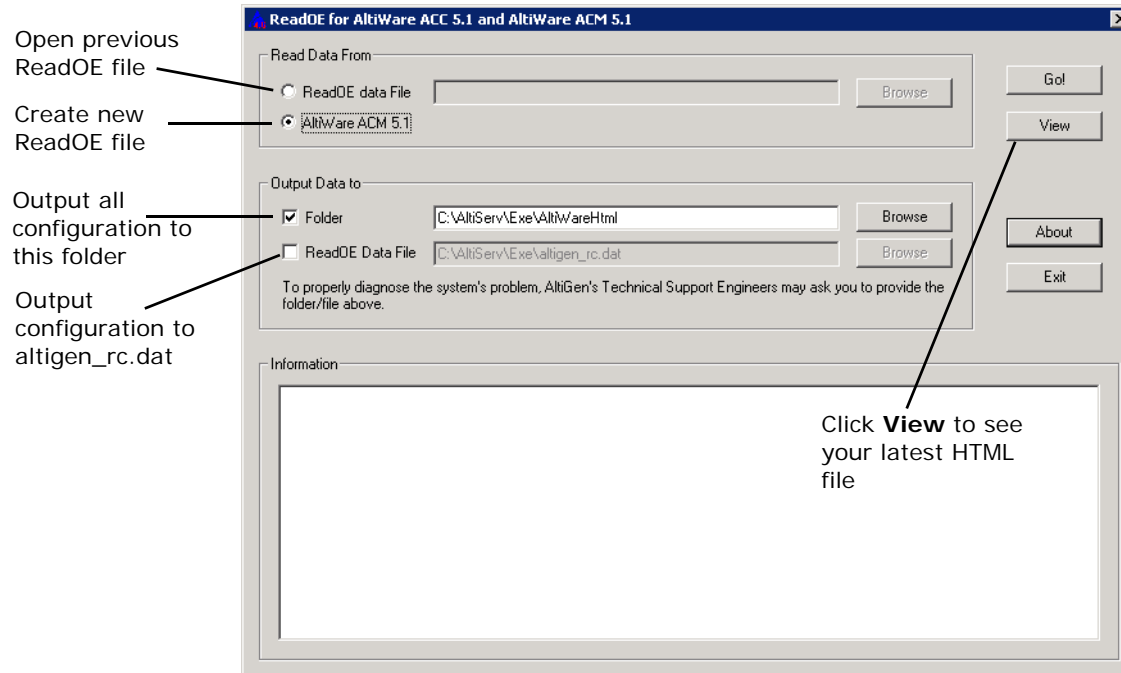 ReadOE for AltiWare ACC 5.1 and AltiWare ACM 5.1
Open previous
ReadOE file
Create new
ReadOE file
Output all
configuration to
this folder
Output
configuration to
altigen_rc.dat
Read Data From
ReadOE data File
Browse
AltiWare ACM 5.1
Go!
View
Output Data to
Folder
C:\AltiServ\Exe\AltiWareHtml
Browse
ReadOE Data File
C:\AltiServ\Exe\altigen_rc.dat
Browse
To properly diagnose the system's problem, AltiGen's Technical Support Engineers may ask you to provide the
folder/file above.
About
Exit
Information
Click View to see
your latest HTML
file